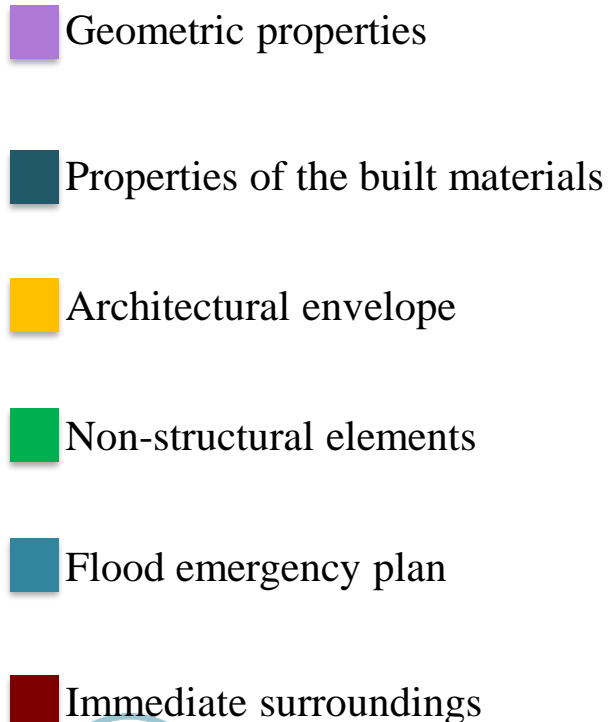 Geometric properties
Properties of the built materials
Architectural envelope
Non-structural elements
Flood emergency plan
Immediate surroundings